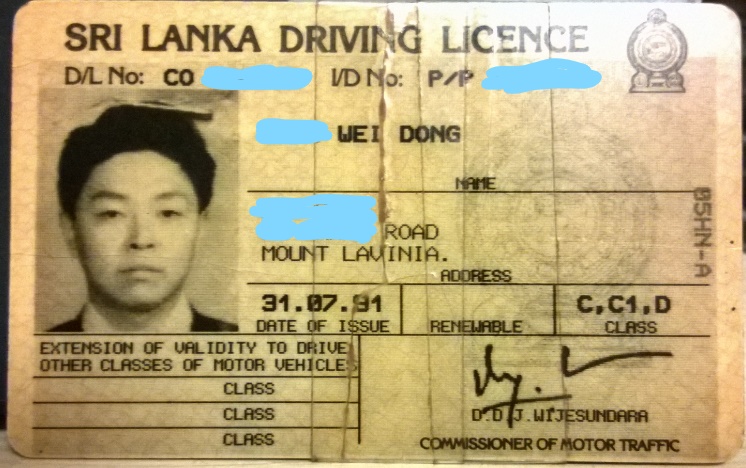 SRI LANKA DRIVING LICENCE
D/L No: CO I/D No: P/P
WEI DONG
NAME
ROAD
MOUNT LAVINIA.
ADDRESS
05HN-A
31.07.91 C,C1,D
DATE OF ISSUE RENEWABLE CLASS
EXTENSION OF VALIDITY TO DRIVE
OTHER CLASSES OF MOTOR VEHICLES
CLASS
CLASS
CLASS
D.D.J.WIJESUNDARA
COMMISSIONER OF MOTOR TRAFFIC